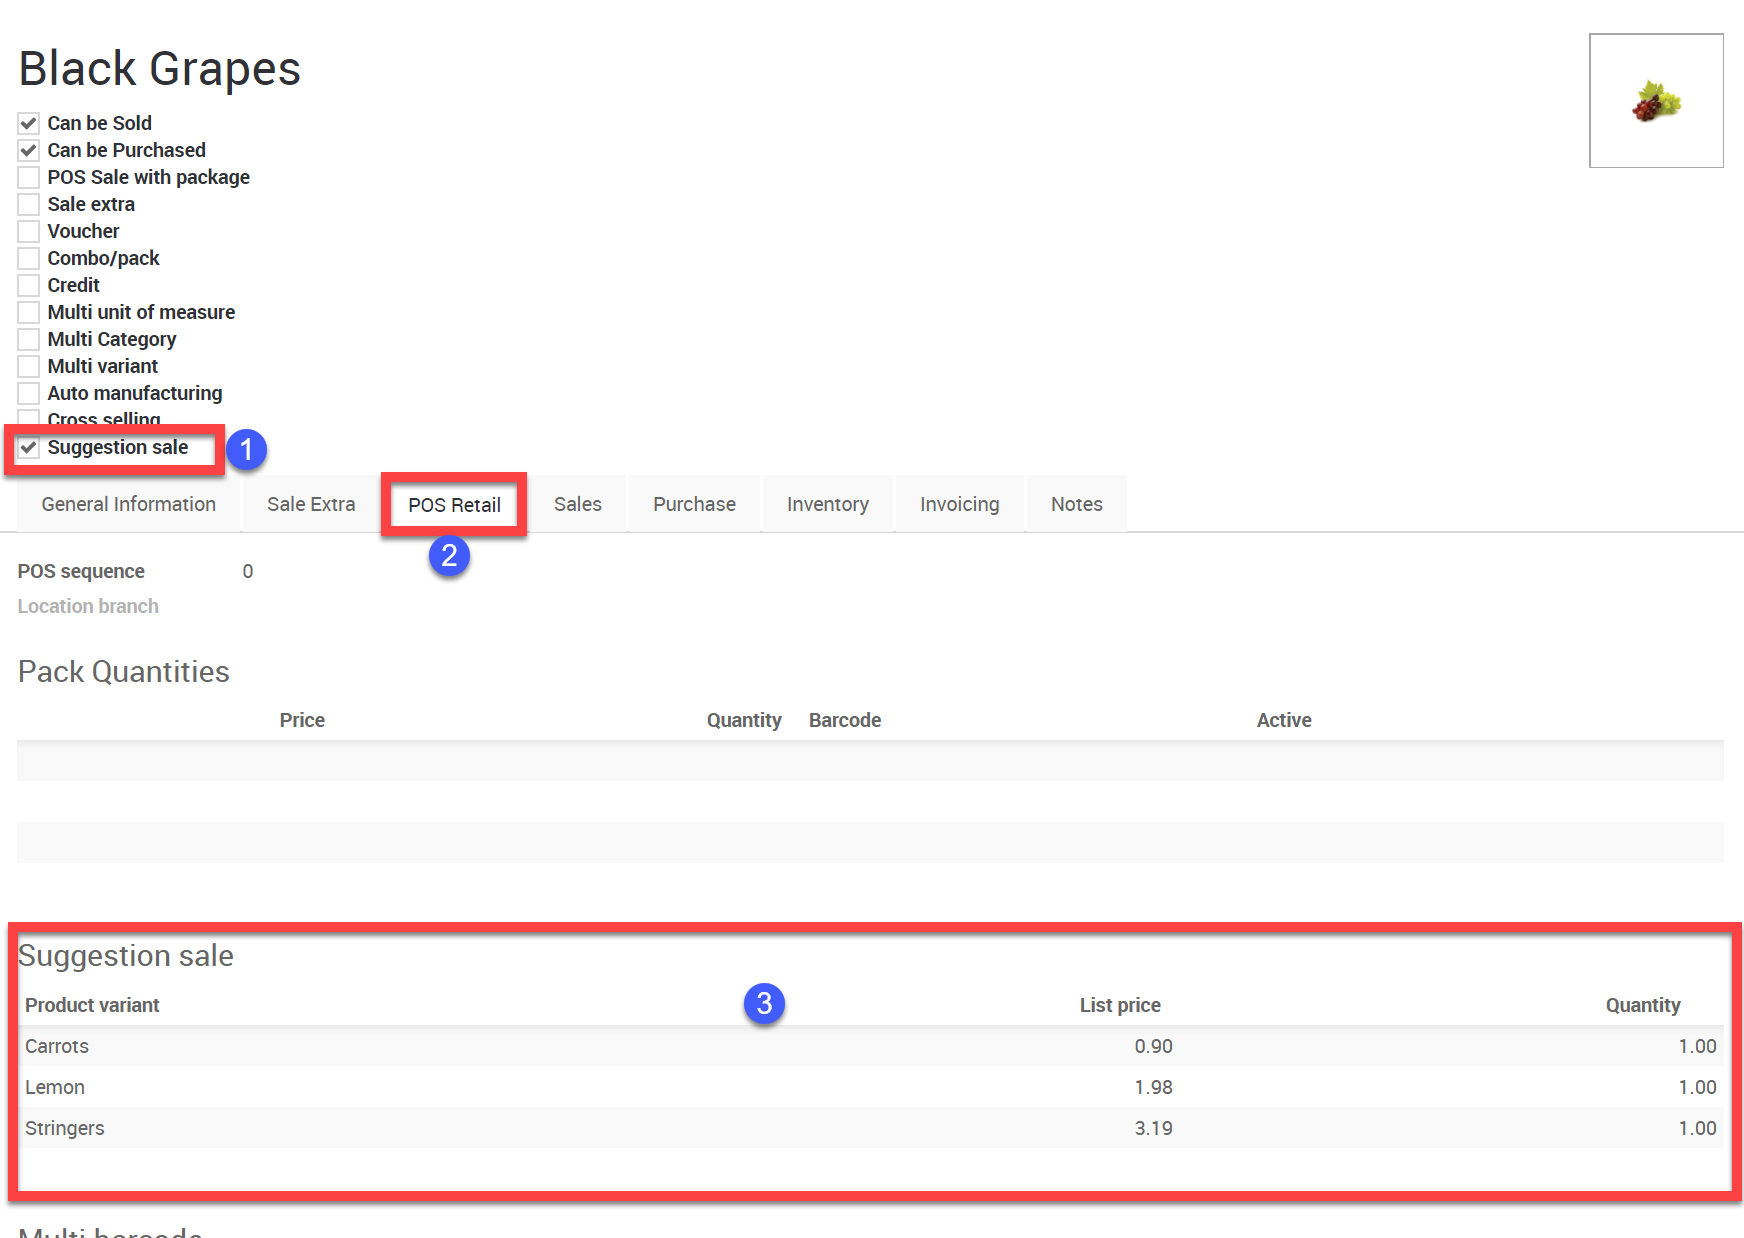 Black Grapes
Can be Sold
Can be Purchased
POS Sale with package
Sale extra
Voucher
Combo/pack
Credit
Multi unit of measure
Multi Category
Multi variant
Auto manufacturing
Cross selling
Suggestion sale 1
General Information Sale Extra POS Retail Sales Purchase Inventory Invoicing Notes
2
POS sequence 0
Location branch
Pack Quantities
Price Quantity Barcode Active
Suggestion sale
Product variant 3 List price Quantity
Carrots 0.90 1.00
Lemon 1.98 1.00
Stringers 3.19 1.00
Multi barcode